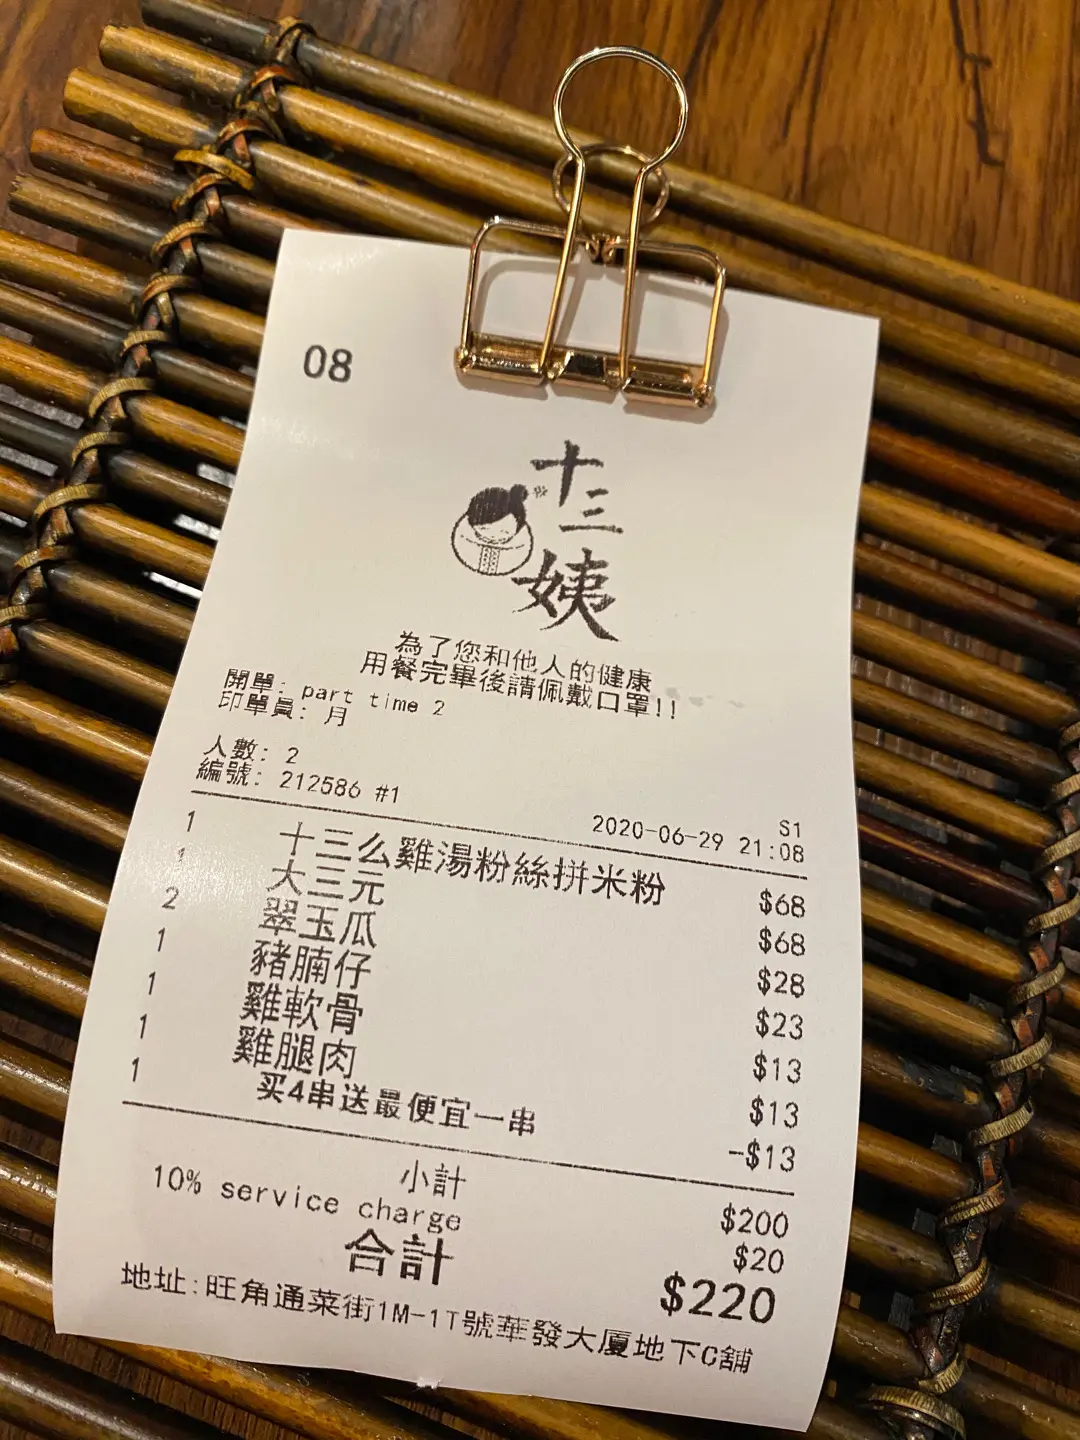 08
十三姨
為了您和他人的健康
用餐完畢後請佩戴口罩!!
開單: part time 2
印單員: 月
人數: 2
編號: 212586 #1
S1
2020-06-29 21:08
1 十三么雞湯粉絲拼米粉 $68
1 大三元 $68
2 翠玉瓜 $28
1 豬腩仔 $23
1 雞軟骨 $13
1 雞腿肉 $13
1 买4串送最便宜一串 -$13
小計 $200
10% service charge $20
合計 $220
地址:旺角通菜街1M-1T號華發大厦地下C舖